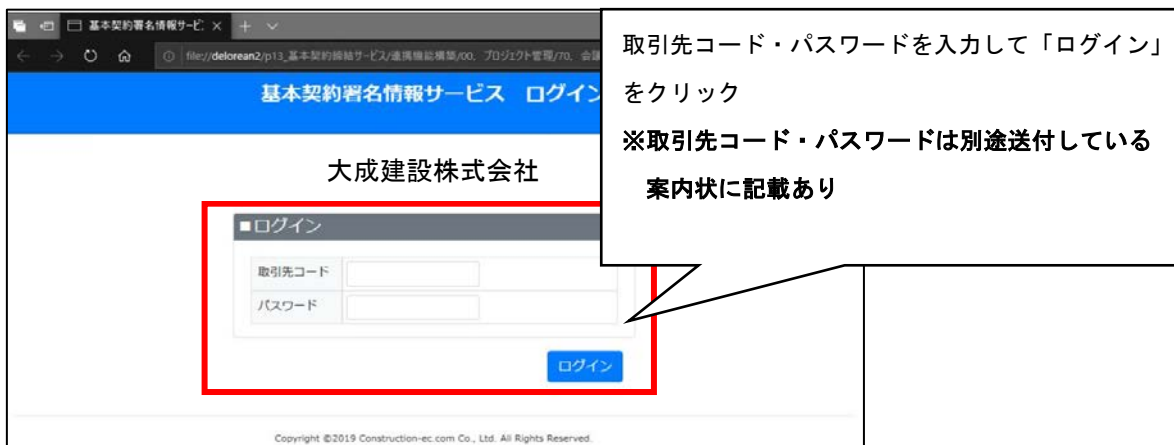 基本契約署名情報サービ
file://delorean2/p13_基本契約締結サービス/連携機能構築/00. プロジェクト管理/70. 会議
基本契約署名情報サービス ログイン
取引先コード・パスワードを入力して「ログイン」
をクリック
※取引先コード・パスワードは別途送付している
案内状に記載あり
大成建設株式会社
■ログイン
取引先コード
パスワード
ログイン
Copyright ©2019 Construction-ec.com Co., Ltd. All Rights Reserved.